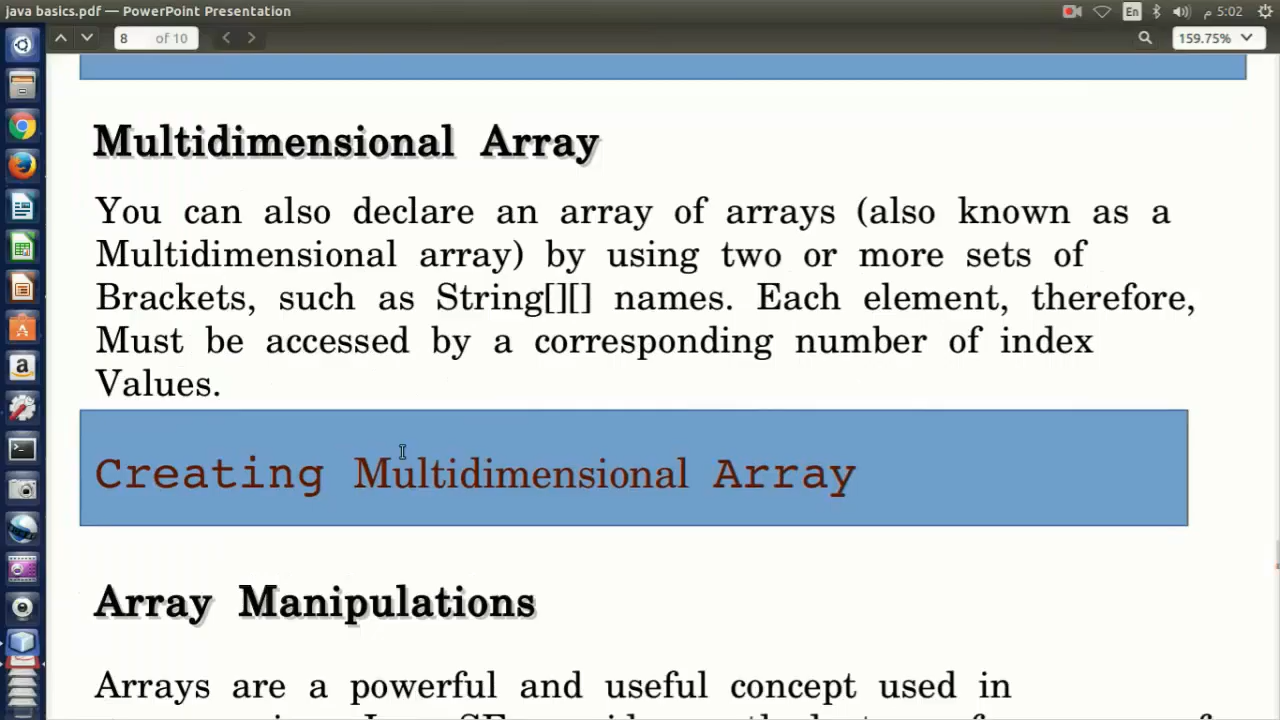 java basics.pdf — PowerPoint Presentation
En
م 5:02
8 of 10
159.75%
Multidimensional Array
You can also declare an array of arrays (also known as a
Multidimensional array) by using two or more sets of
Brackets, such as String[][] names. Each element, therefore,
Must be accessed by a corresponding number of index
Values.
Creating Multidimensional Array
Array Manipulations
Arrays are a powerful and useful concept used in